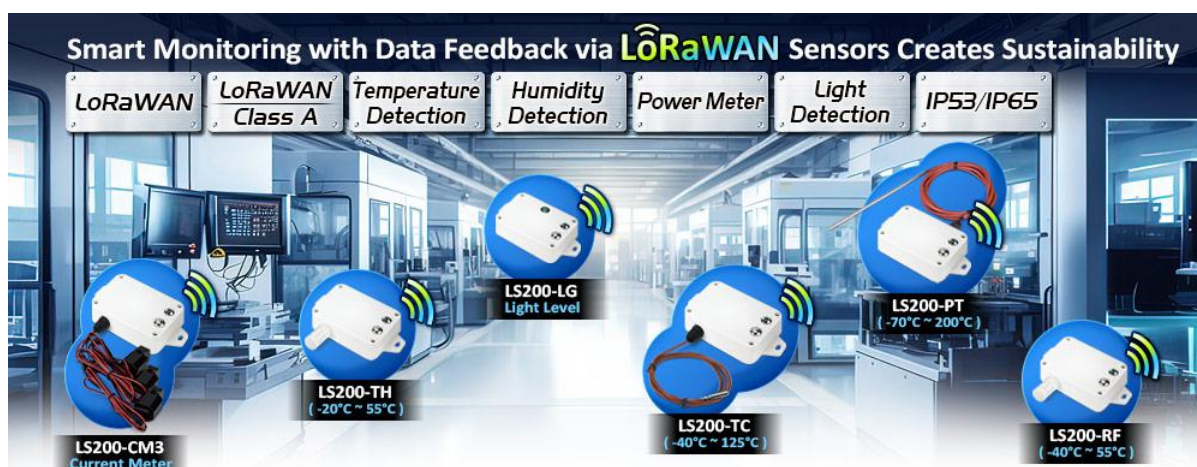 Smart Monitoring with Data Feedback via LoRaWAN Sensors Creates Sustainability
LoRaWAN
LoRaWAN
Class A
Temperature
Detection
Humidity
Detection
Power Meter
Light
Detection
IP53/IP65
LS200-LG
Light Level
LS200-PT
( -70°C ~ 200°C )
LS200-TH
( -20°C ~ 55°C )
LS200-TC
( -40°C ~ 125°C )
LS200-CM3
Current Meter
LS200-RF
( -40°C ~ 55°C )